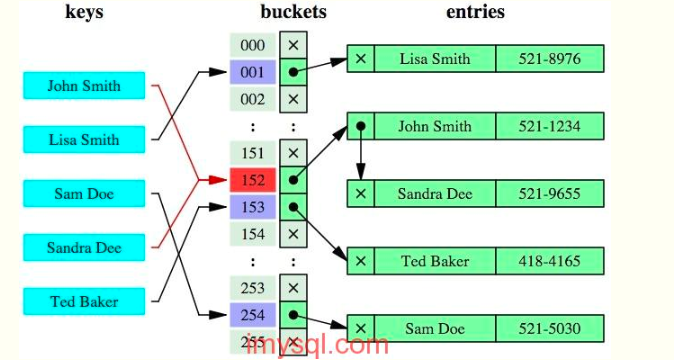 keys buckets entries
000
001 Lisa Smith 521-8976
John Smith
002
: :
John Smith 521-1234
Lisa Smith
151
152
Sam Doe Sandra Dee 521-9655
153
154
Sandra Dee
: : Ted Baker 418-4165
253
Ted Baker
254
Sam Doe 521-5030
255
imysql.com